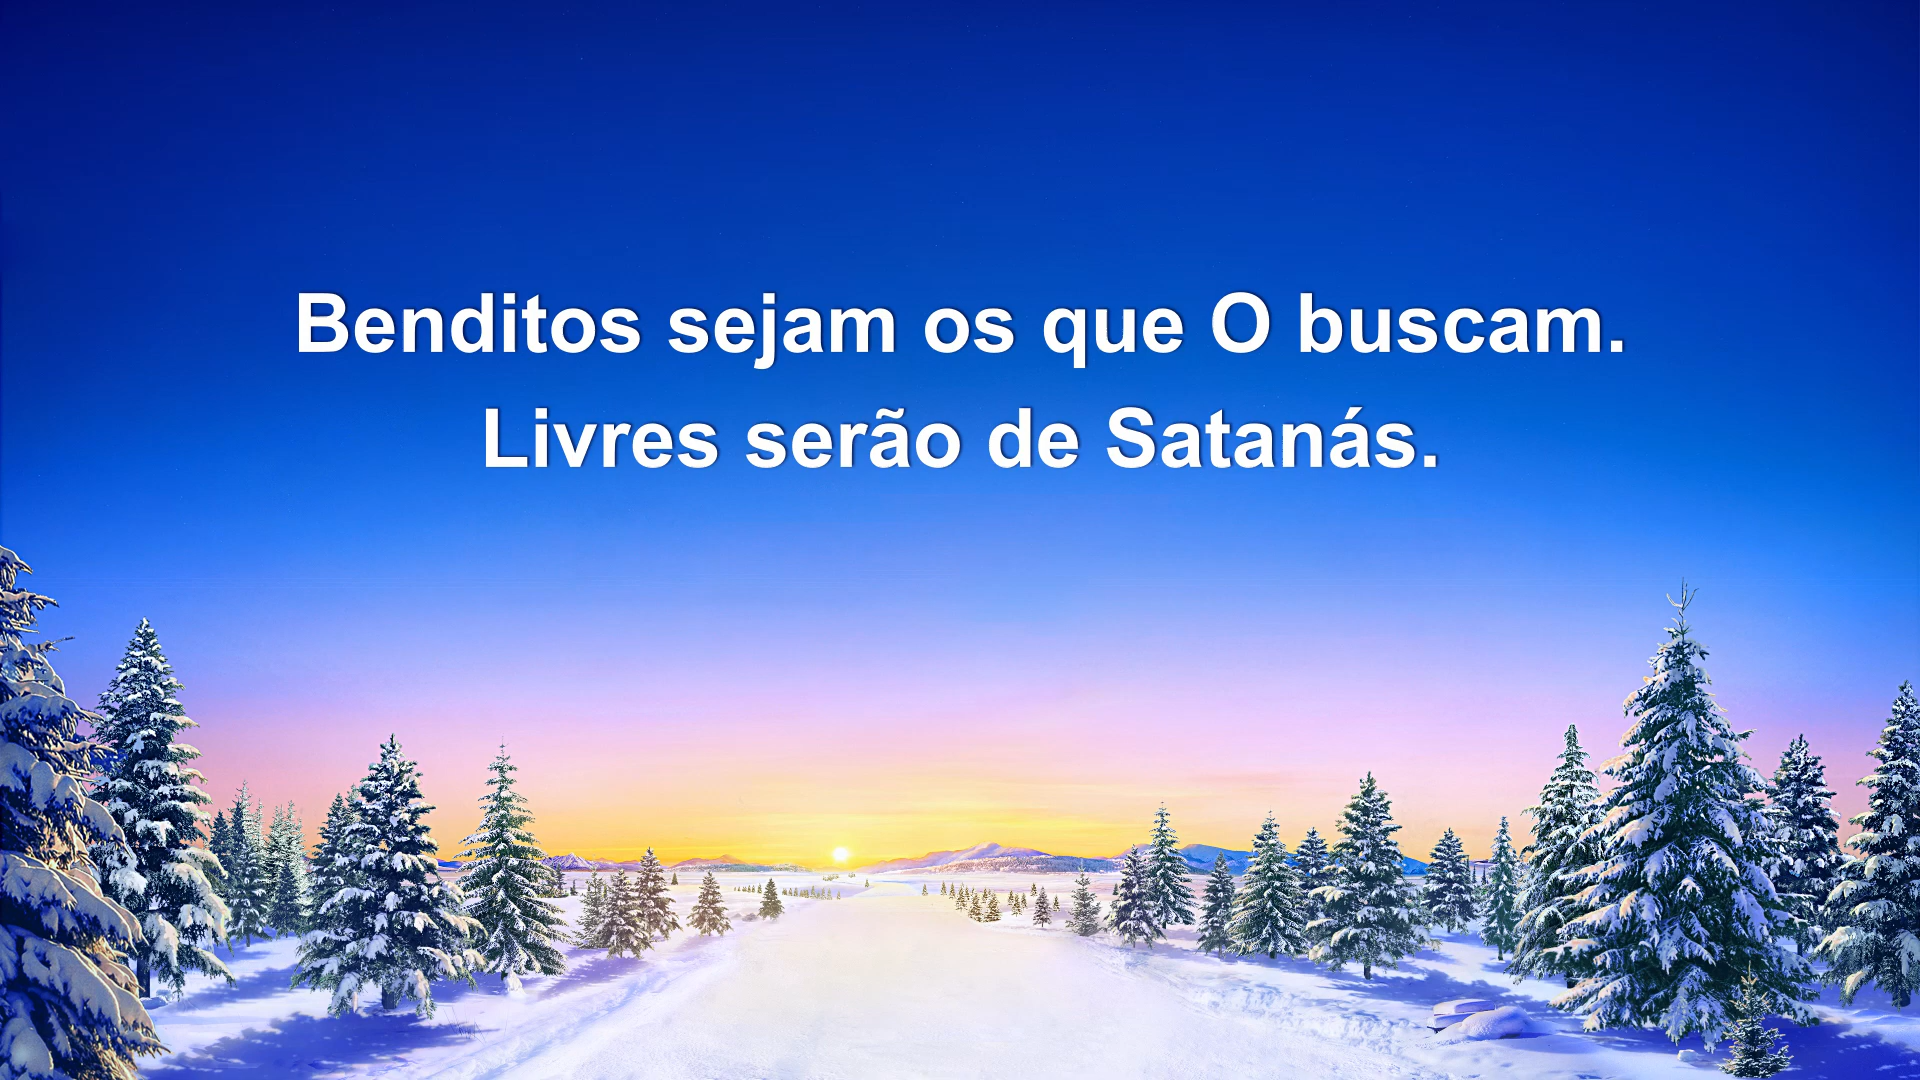 Benditos sejam os que O buscam.
Livres serão de Satanás.